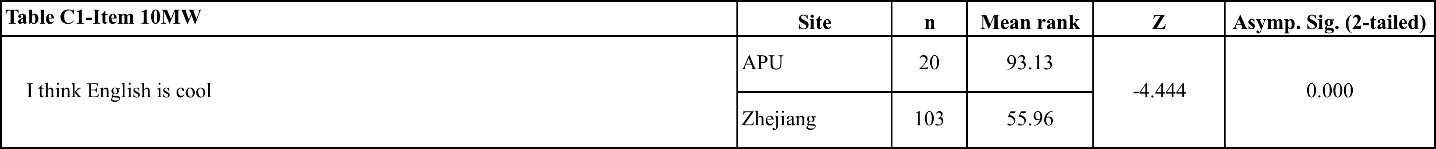 Table C1-Item 10MW Site n Mean rank Z Asymp. Sig. (2-tailed)
I think English is cool APU 20 93.13 -4.444 0.000
Zhejiang 103 55.96